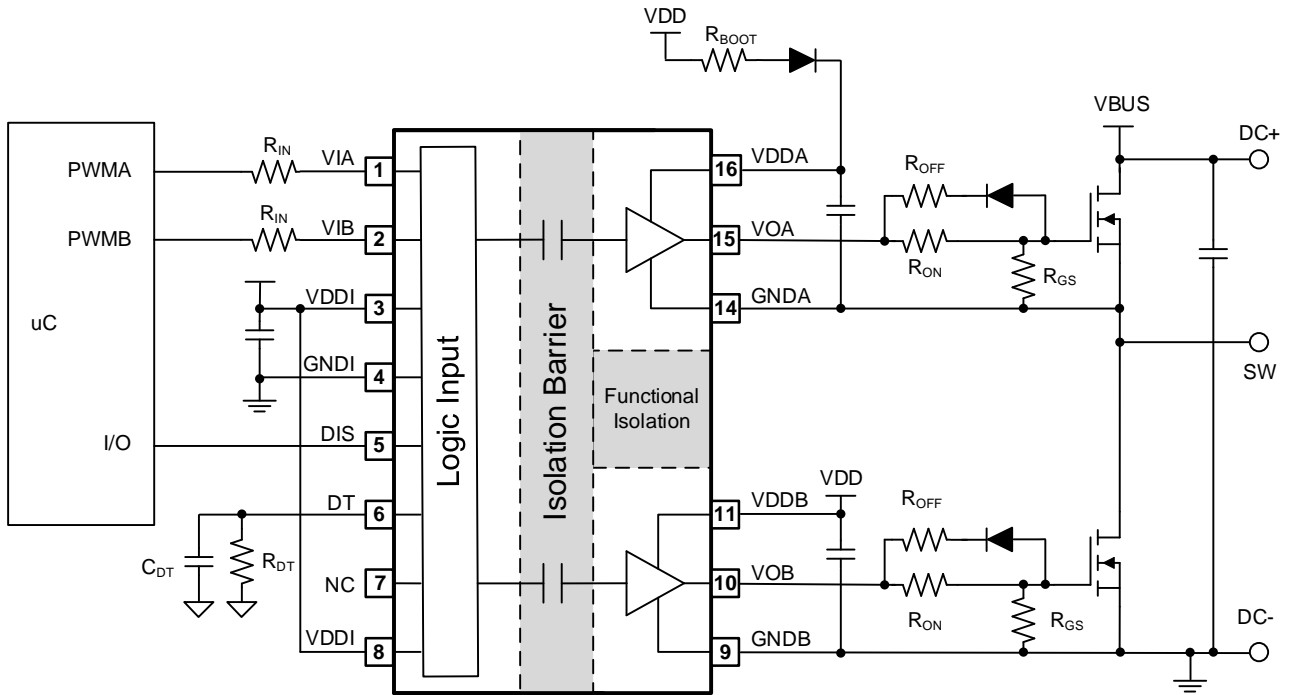 VDD
RBOOT
VBUS
DC+
PWMA
RIN
VIA
1
16
VDDA
ROFF
PWMB
RIN
VIB
2
15
VOA
RON
RGS
VDDI
3
14
GNDA
uC
GNDI
4
SW
Logic Input
Isolation Barrier
Functional
Isolation
I/O
DIS
5
VDD
DT
6
11
VDDB
ROFF
CDT
RDT
NC
7
10
VOB
RON
RGS
DC-
VDDI
8
9
GNDB